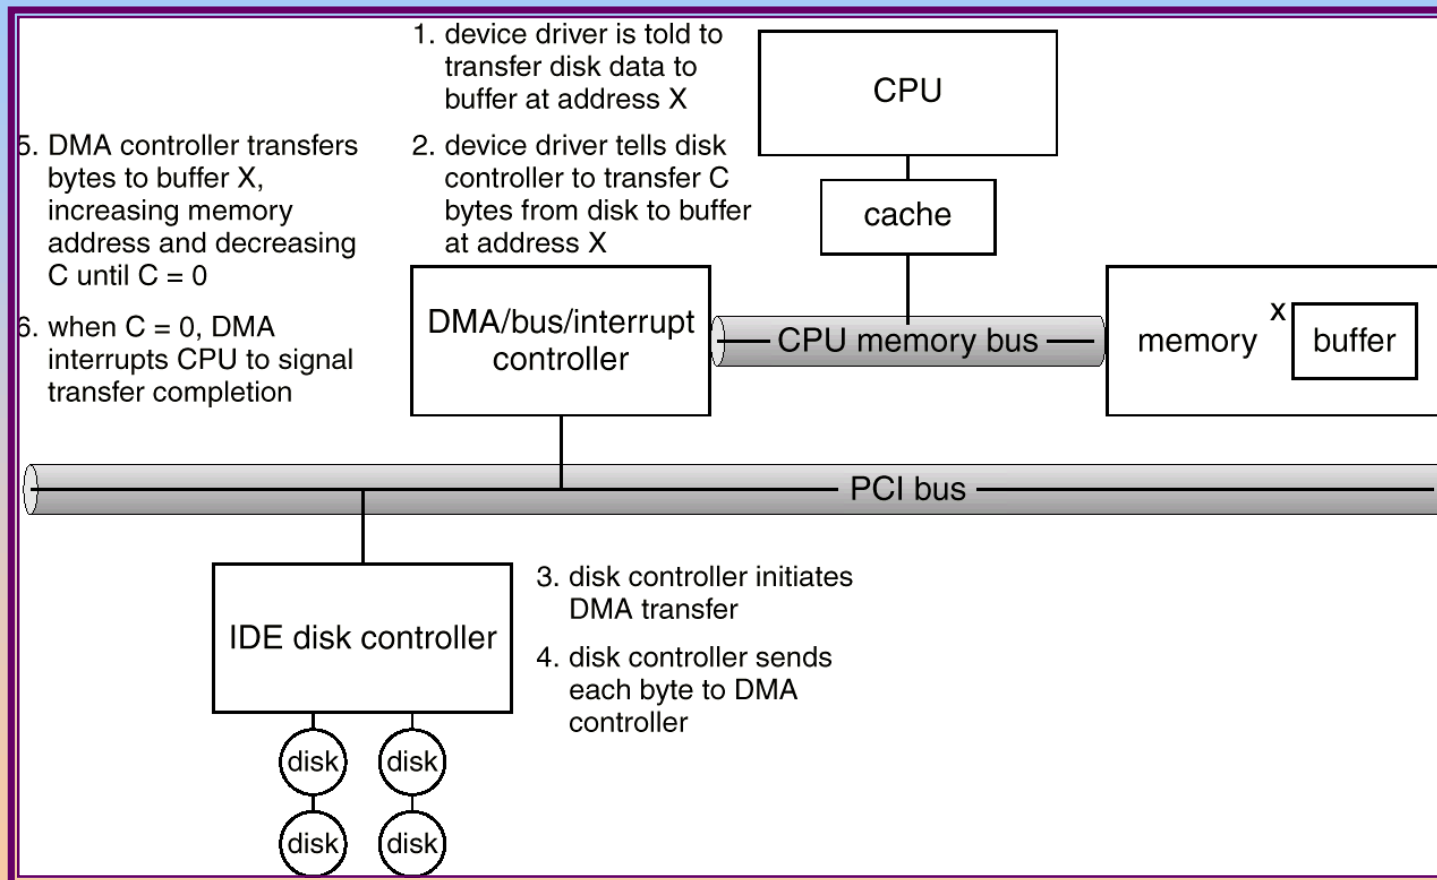 1. device driver is told to
transfer disk data to
buffer at address X
2. device driver tells disk
controller to transfer C
bytes from disk to buffer
at address X
5. DMA controller transfers
bytes to buffer X,
increasing memory
address and decreasing
C until C = 0
6. when C = 0, DMA
interrupts CPU to signal
transfer completion
CPU
cache
DMA/bus/interrupt
controller
CPU memory bus
memory
x
buffer
PCI bus
IDE disk controller
3. disk controller initiates
DMA transfer
4. disk controller sends
each byte to DMA
controller
disk
disk
disk
disk